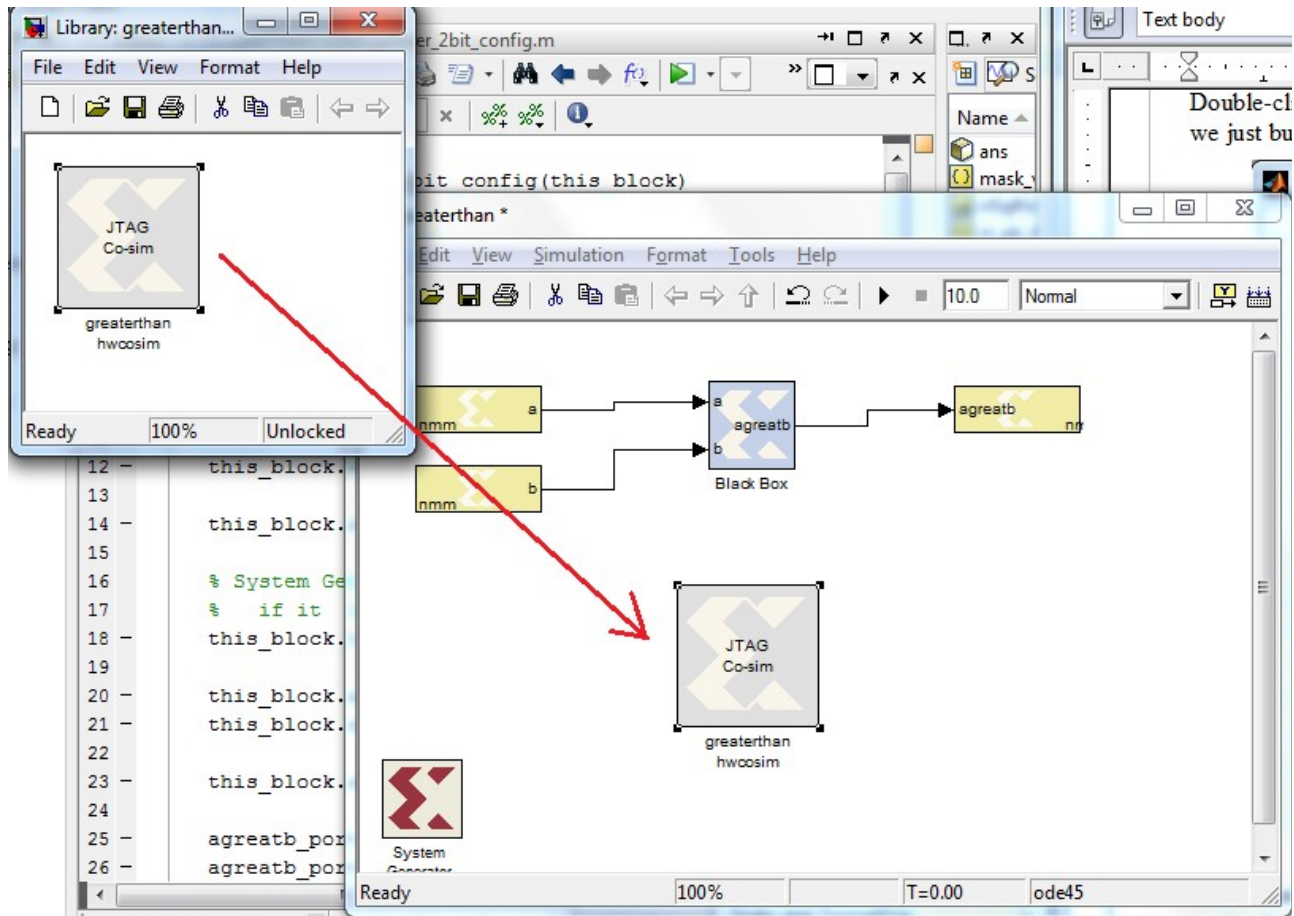 Library: greaterthan...
File Edit View Format Help
JTAG
Co-sim
greaterthan
hwcosim
Ready 100% Unlocked
er_2bit_config.m
bit config(this block)
Name
ans
mask_
Text body
Double-cl
we just bu
eaterthan *
Edit View Simulation Format Tools Help
10.0 Normal
nmm a
nmm b
a
agreatb
b
Black Box
agreatb
JTAG
Co-sim
greaterthan
hwcosim
System
Generator
Ready 100% T=0.00 ode45
12 - this_block.
13
14 - this_block.
15
16 % System Ge
17 % if it
18 - this_block.
19
20 - this_block.
21 - this_block.
22
23 - this_block.
24
25 - agreatb_por
26 - agreatb_por